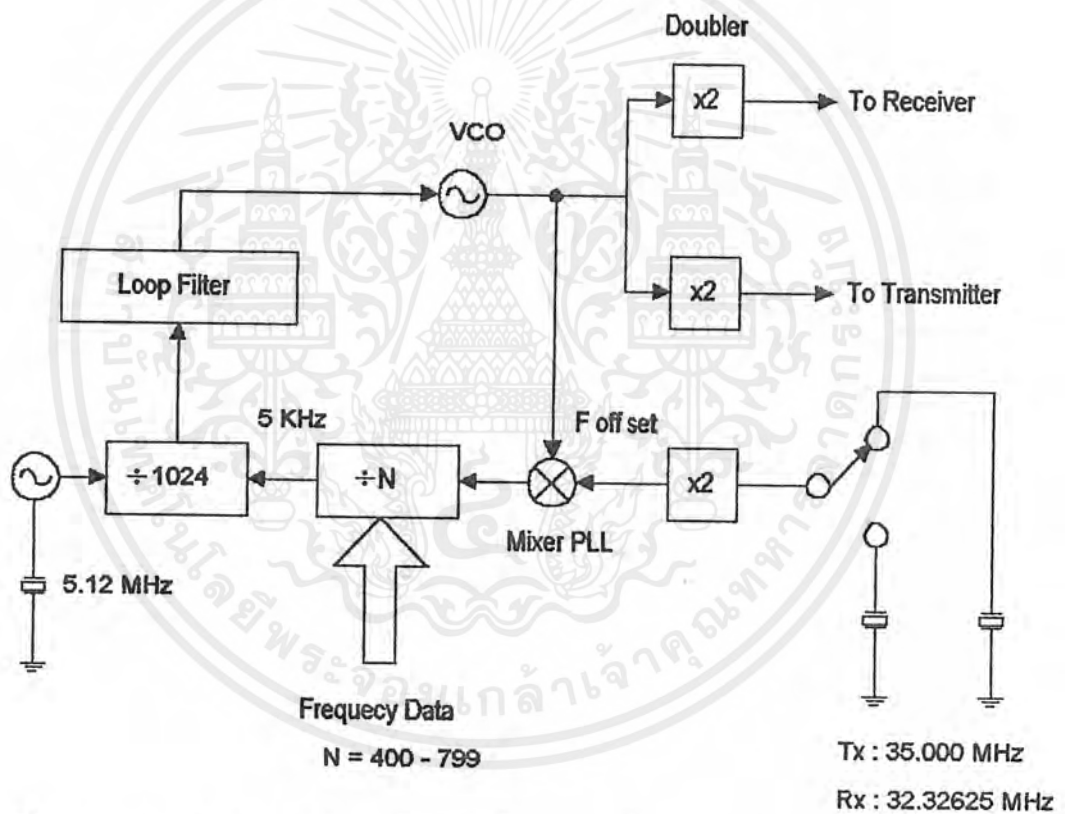 Doubler
x2
To Receiver
VCO
Loop Filter
x2
To Transmitter
5 KHz
F off set
÷1024
÷N
x2
Mixer PLL
5.12 MHz
Frequecy Data
N = 400 - 799
Tx : 35.000 MHz
Rx : 32.32625 MHz